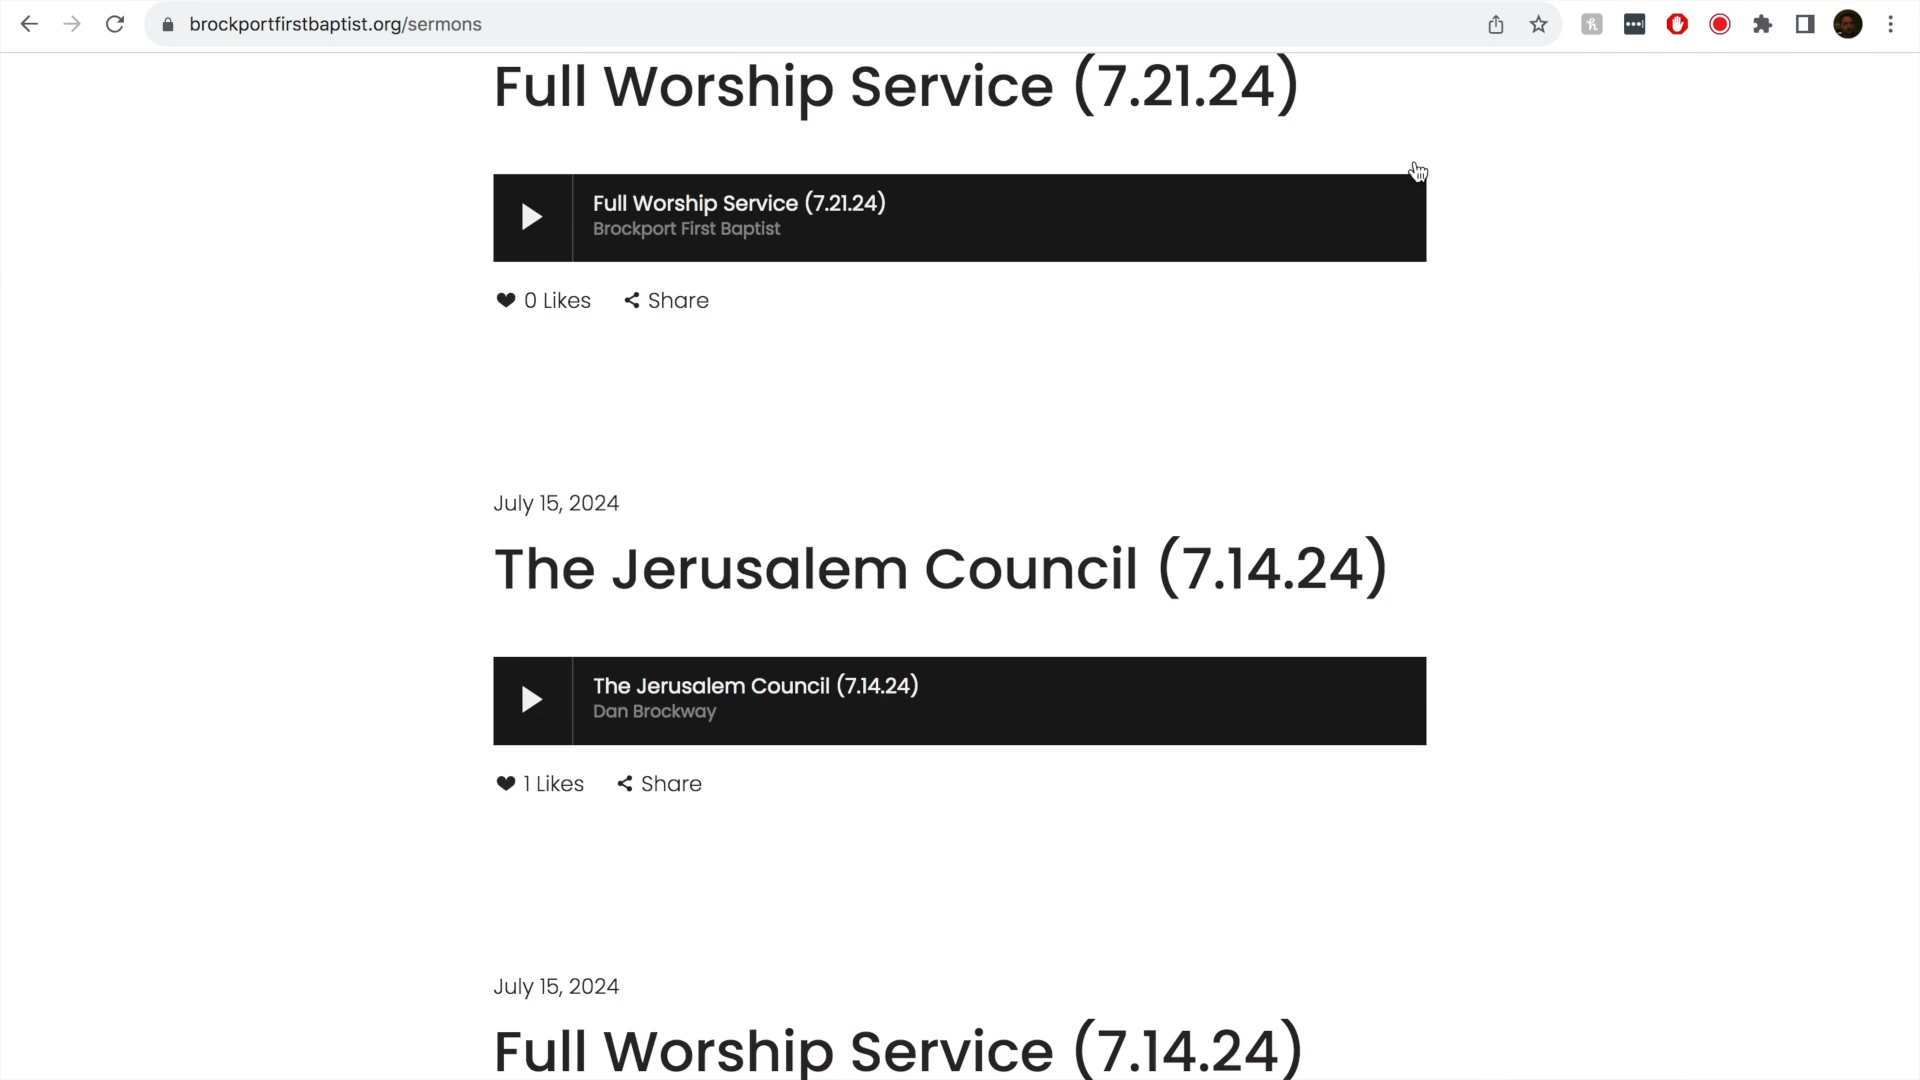 brockportfirstbaptist.org/sermons
Full Worship Service (7.21.24)
Full Worship Service (7.21.24)
Brockport First Baptist
0 Likes Share
July 15, 2024
The Jerusalem Council (7.14.24)
The Jerusalem Council (7.14.24)
Dan Brockway
1 Likes Share
July 15, 2024
Full Worship Service (7.14.24)